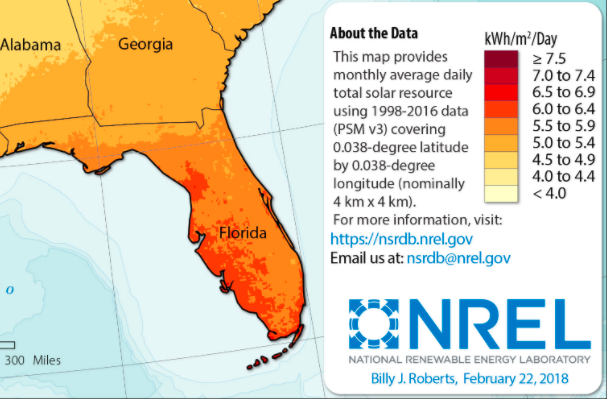 Alabama
Georgia
Florida
o
300 Miles
About the Data
This map provides
monthly average daily
total solar resource
using 1998-2016 data
(PSM v3) covering
0.038-degree latitude
by 0.038-degree
longitude (nominally
4 km x 4 km).
For more information, visit:
https://nsrdb.nrel.gov
Email us at: nsrdb@nrel.gov
kWh/m²/Day
≥ 7.5
7.0 to 7.4
6.5 to 6.9
6.0 to 6.4
5.5 to 5.9
5.0 to 5.4
4.5 to 4.9
4.0 to 4.4
< 4.0
NREL
NATIONAL RENEWABLE ENERGY LABORATORY
Billy J. Roberts, February 22, 2018